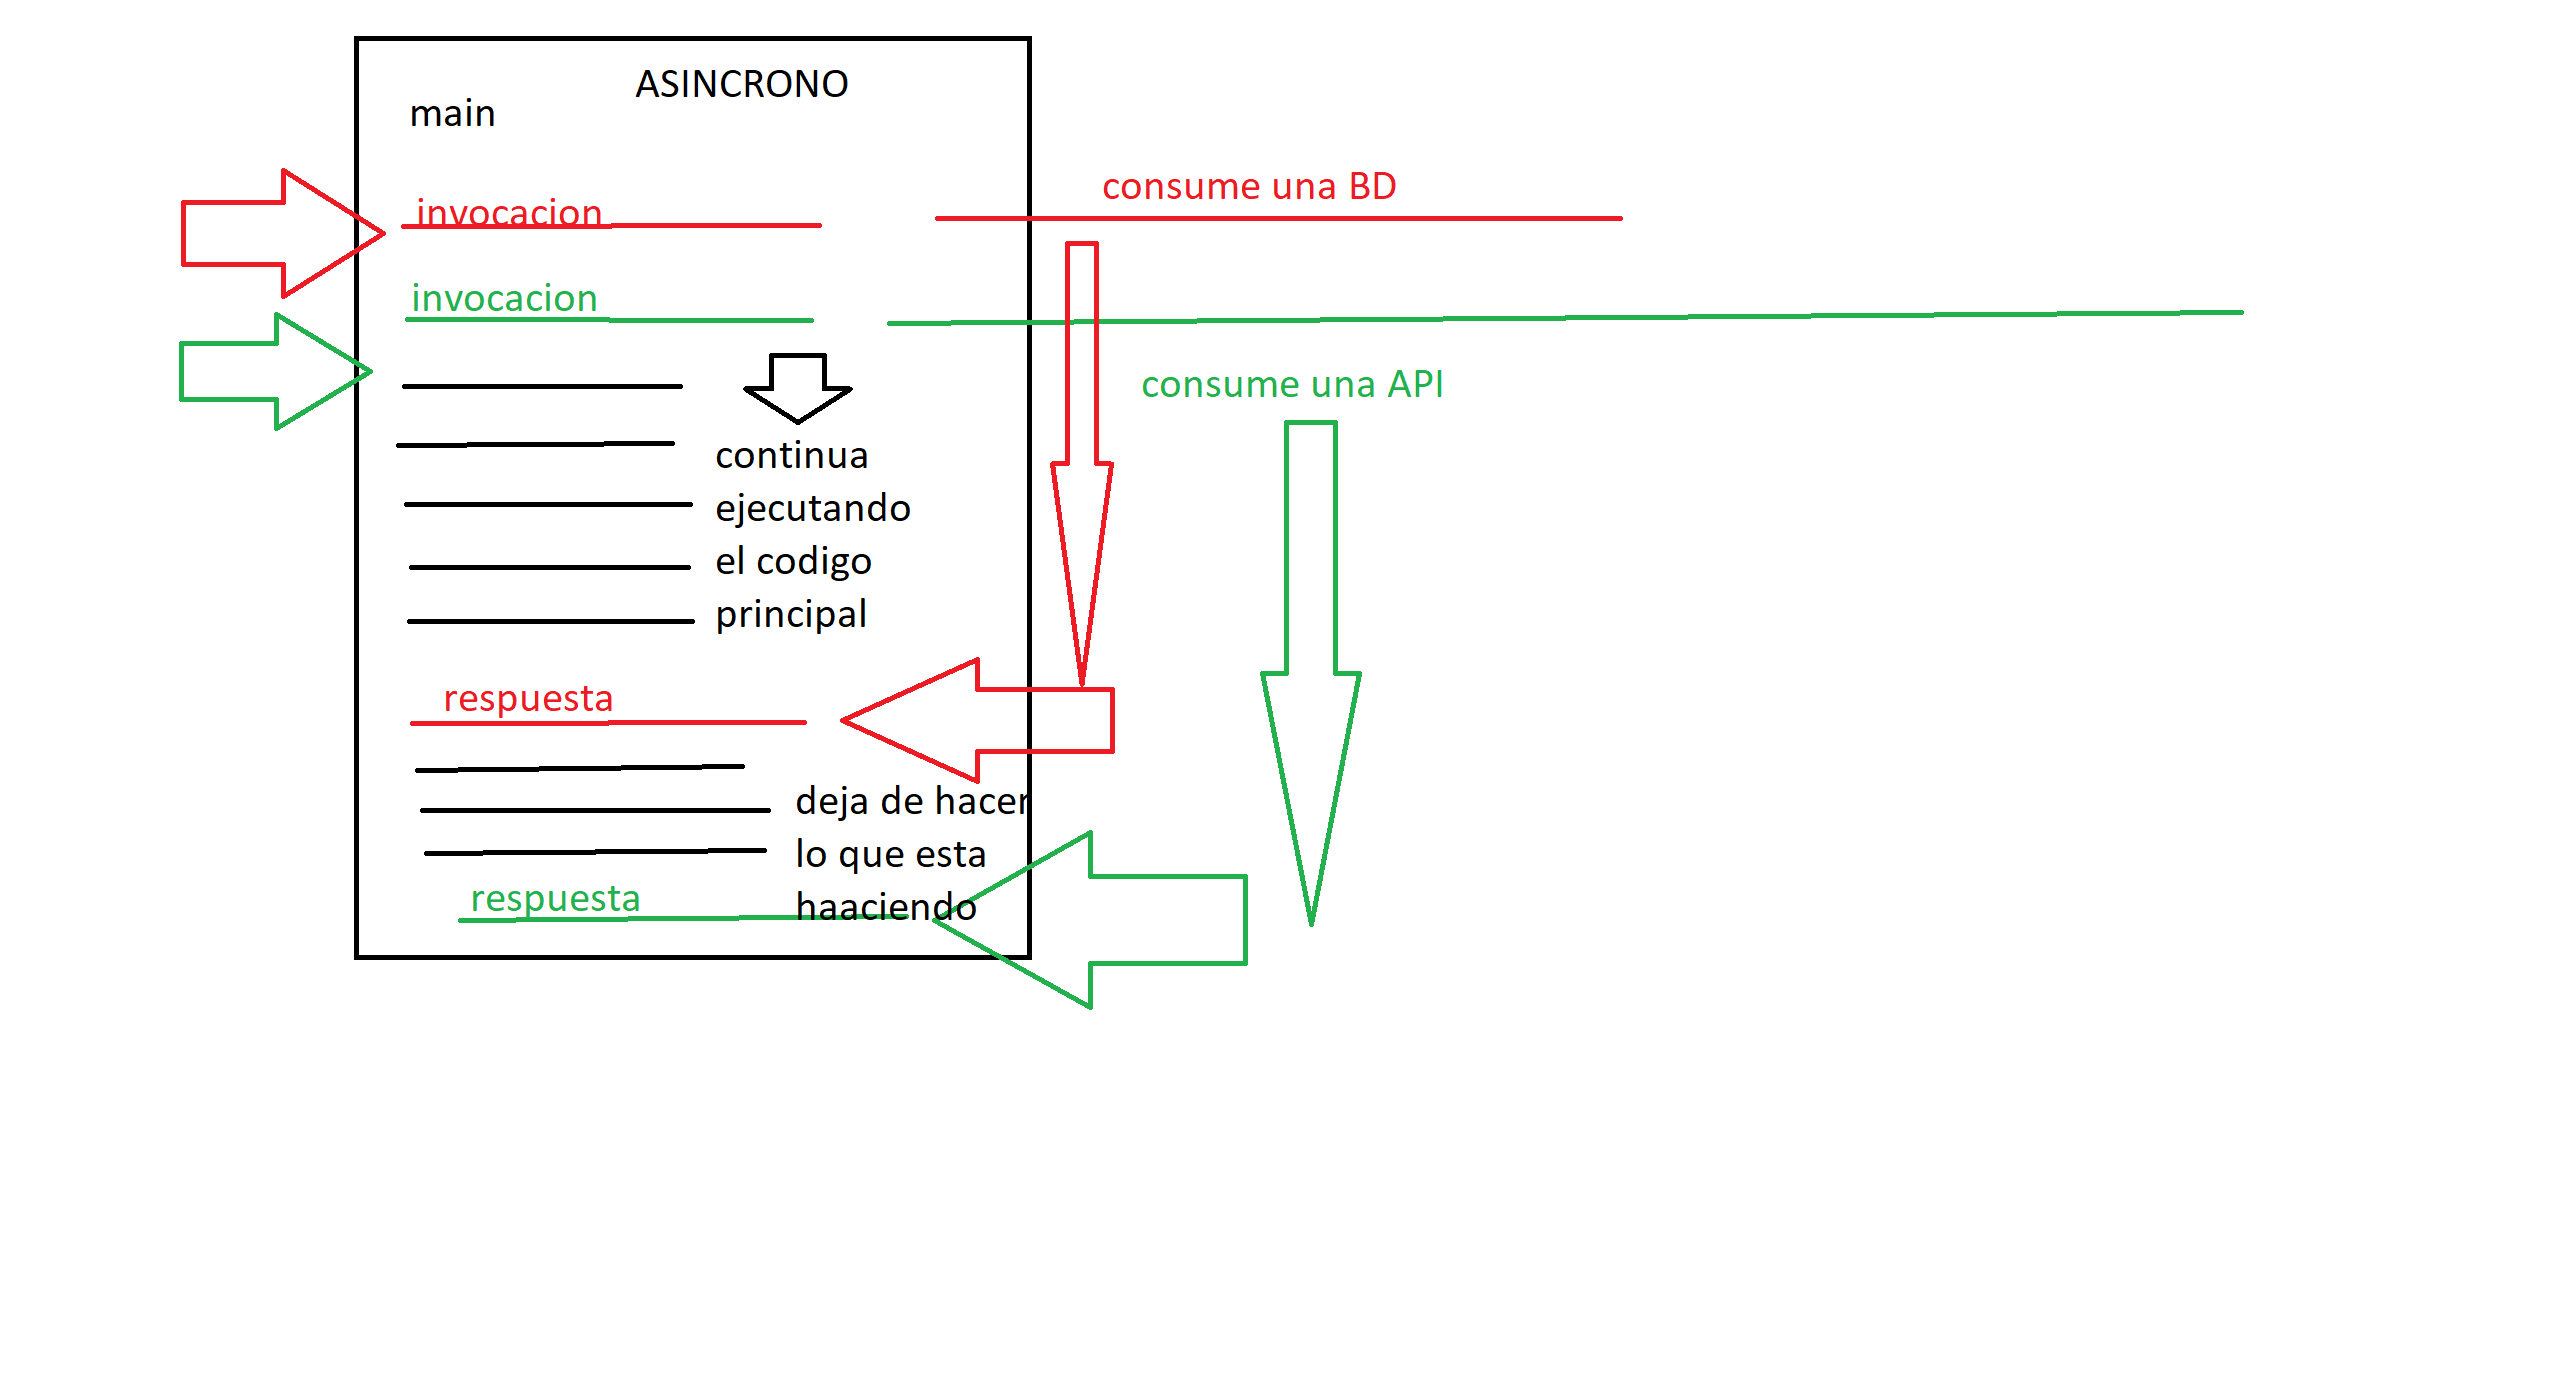 ASINCRONO
main
consume una BD
invocacion
invocacion
consume una API
continua
ejecutando
el codigo
principal
respuesta
deja de hacer
lo que esta
haaciendo
respuesta